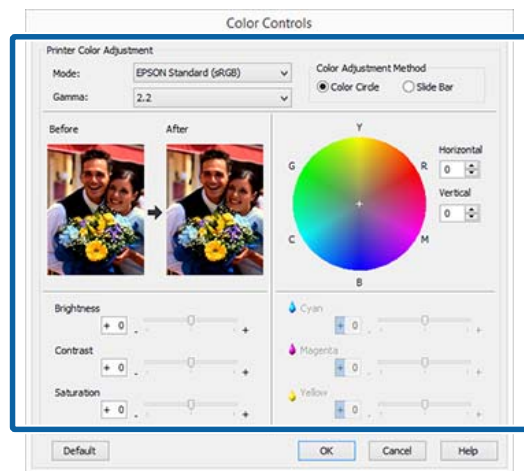 Color Controls
Printer Color Adjustment
Mode: EPSON Standard (sRGB)
Gamma: 2.2
Color Adjustment Method
Color Circle Slide Bar
Before After
Y
G R
C M
B
Horizontal
0
Vertical
0
Brightness
+ 0 - +
Contrast
+ 0 - +
Saturation
+ 0 - +
Cyan
+ 0 - +
Magenta
+ 0 - +
Yellow
+ 0 - +
Default OK Cancel Help